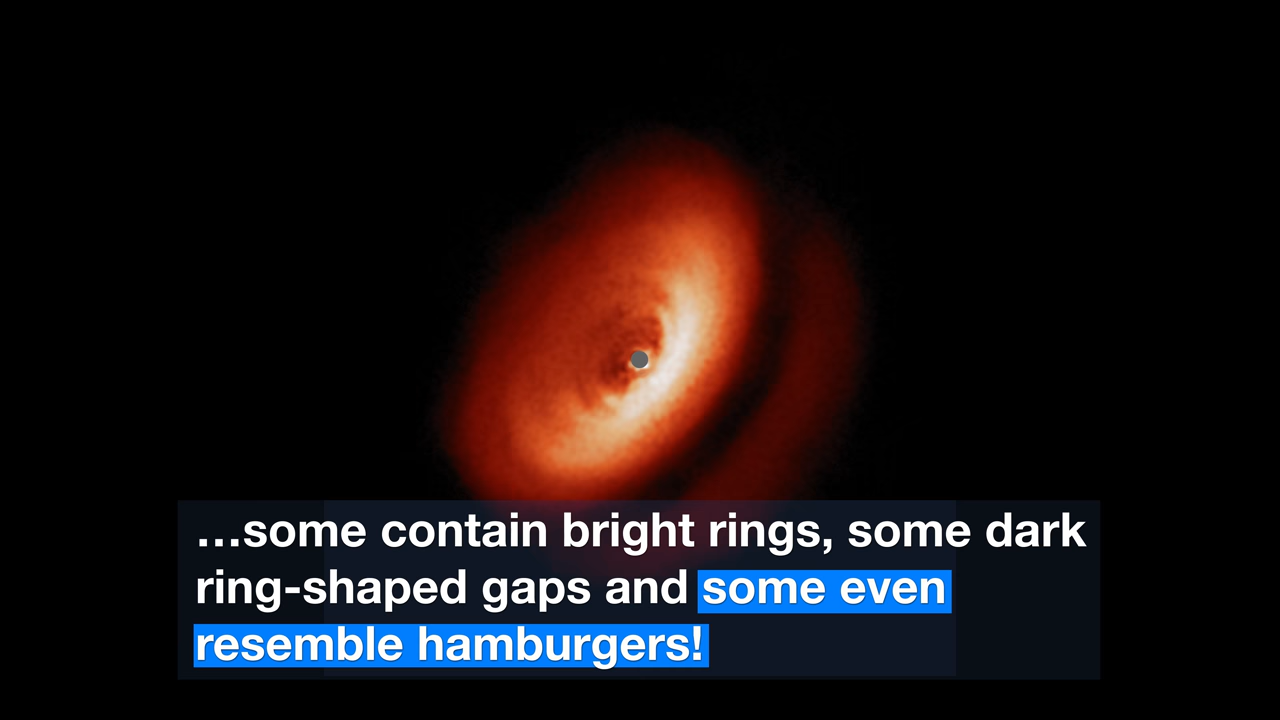 …some contain bright rings, some dark
ring-shaped gaps and some even
resemble hamburgers!